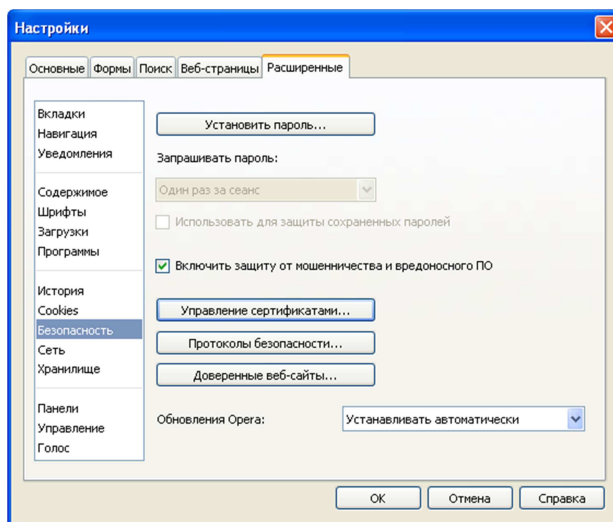 Настройки
Основные Формы Поиск Веб-страницы Расширенные
Вкладки
Навигация
Уведомления
Содержимое
Шрифты
Загрузки
Программы
История
Cookies
Безопасность
Сеть
Хранилище
Панели
Управление
Голос
Установить пароль...
Запрашивать пароль:
Один раз за сеанс
Использовать для защиты сохраненных паролей
Включить защиту от мошенничества и вредоносного ПО
Управление сертификатами...
Протоколы безопасности...
Доверенные веб-сайты...
Обновления Opera: Устанавливать автоматически
OK Отмена Справка